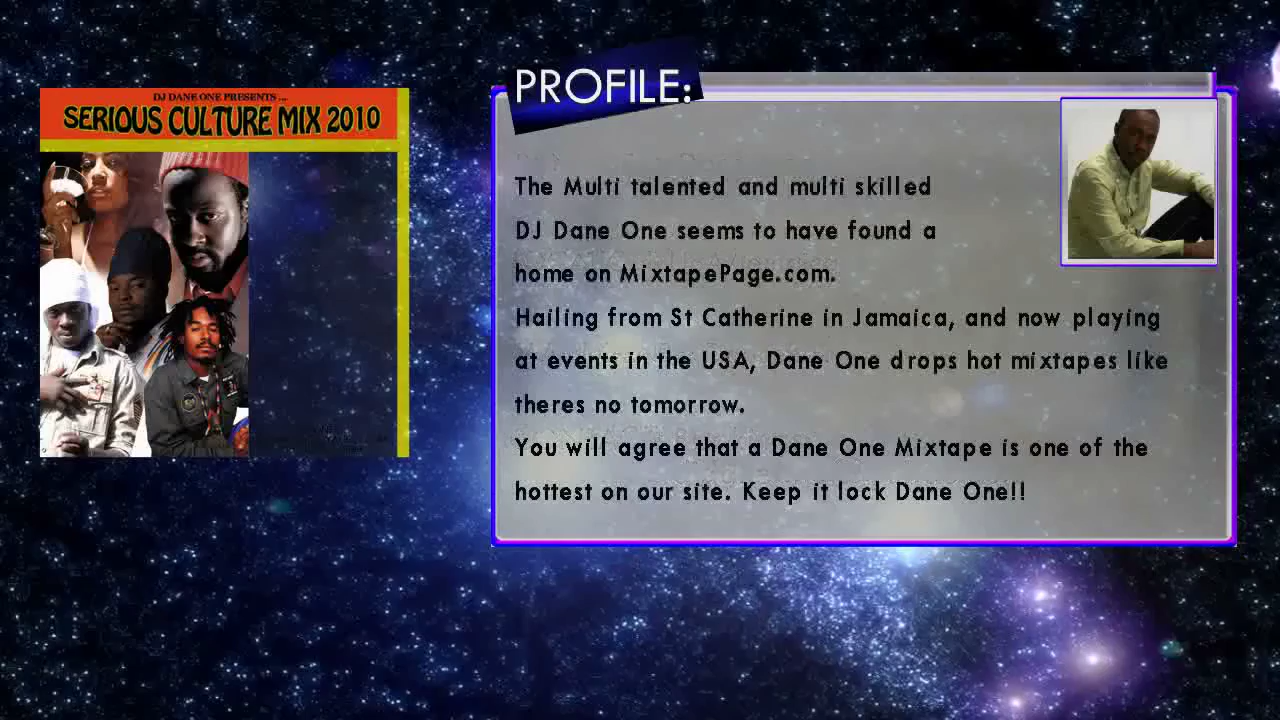 DJ DANE ONE PRESENTS ...
SERIOUS CULTURE MIX 2010
PROFILE:
The Multi talented and multi skilled
DJ Dane One seems to have found a
home on MixtapePage.com.
Hailing from St Catherine in Jamaica, and now playing
at events in the USA, Dane One drops hot mixtapes like
theres no tomorrow.
You will agree that a Dane One Mixtape is one of the
hottest on our site. Keep it lock Dane One!!